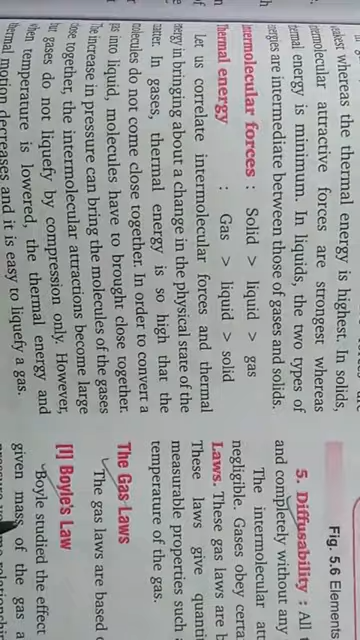 whereas the thermal energy is highest. In solids,
intermolecular attractive forces are strongest whereas
thermal energy is minimum. In liquids, the two types of
energies are intermediate between those of gases and solids.
Intermolecular forces : Solid > liquid > gas
Thermal energy : Gas > liquid > solid
Let us correlate intermolecular forces and thermal
energy in bringing about a change in the physical state of the
matter. In gases, thermal energy is so high that the
molecules do not come close together. In order to convert a
gas into liquid, molecules have to brought close together.
The increase in pressure can bring the molecules of the gases
close together, the intermolecular attractions become large
but gases do not liquefy by compression only. However,
when temperature is lowered, the thermal energy and
thermal motion decreases and it is easy to liquefy a gas.
Fig. 5.6 Elements
5. Diffusability : All
and completely without any
The intermolecular
negligible. Gases obey
Laws. These gas laws are
These laws give
measurable properties such
temperature of the gas.
The Gas Laws
The gas laws are based
[I] Boyle's Law
Boyle studied the effect
given mass of the gas